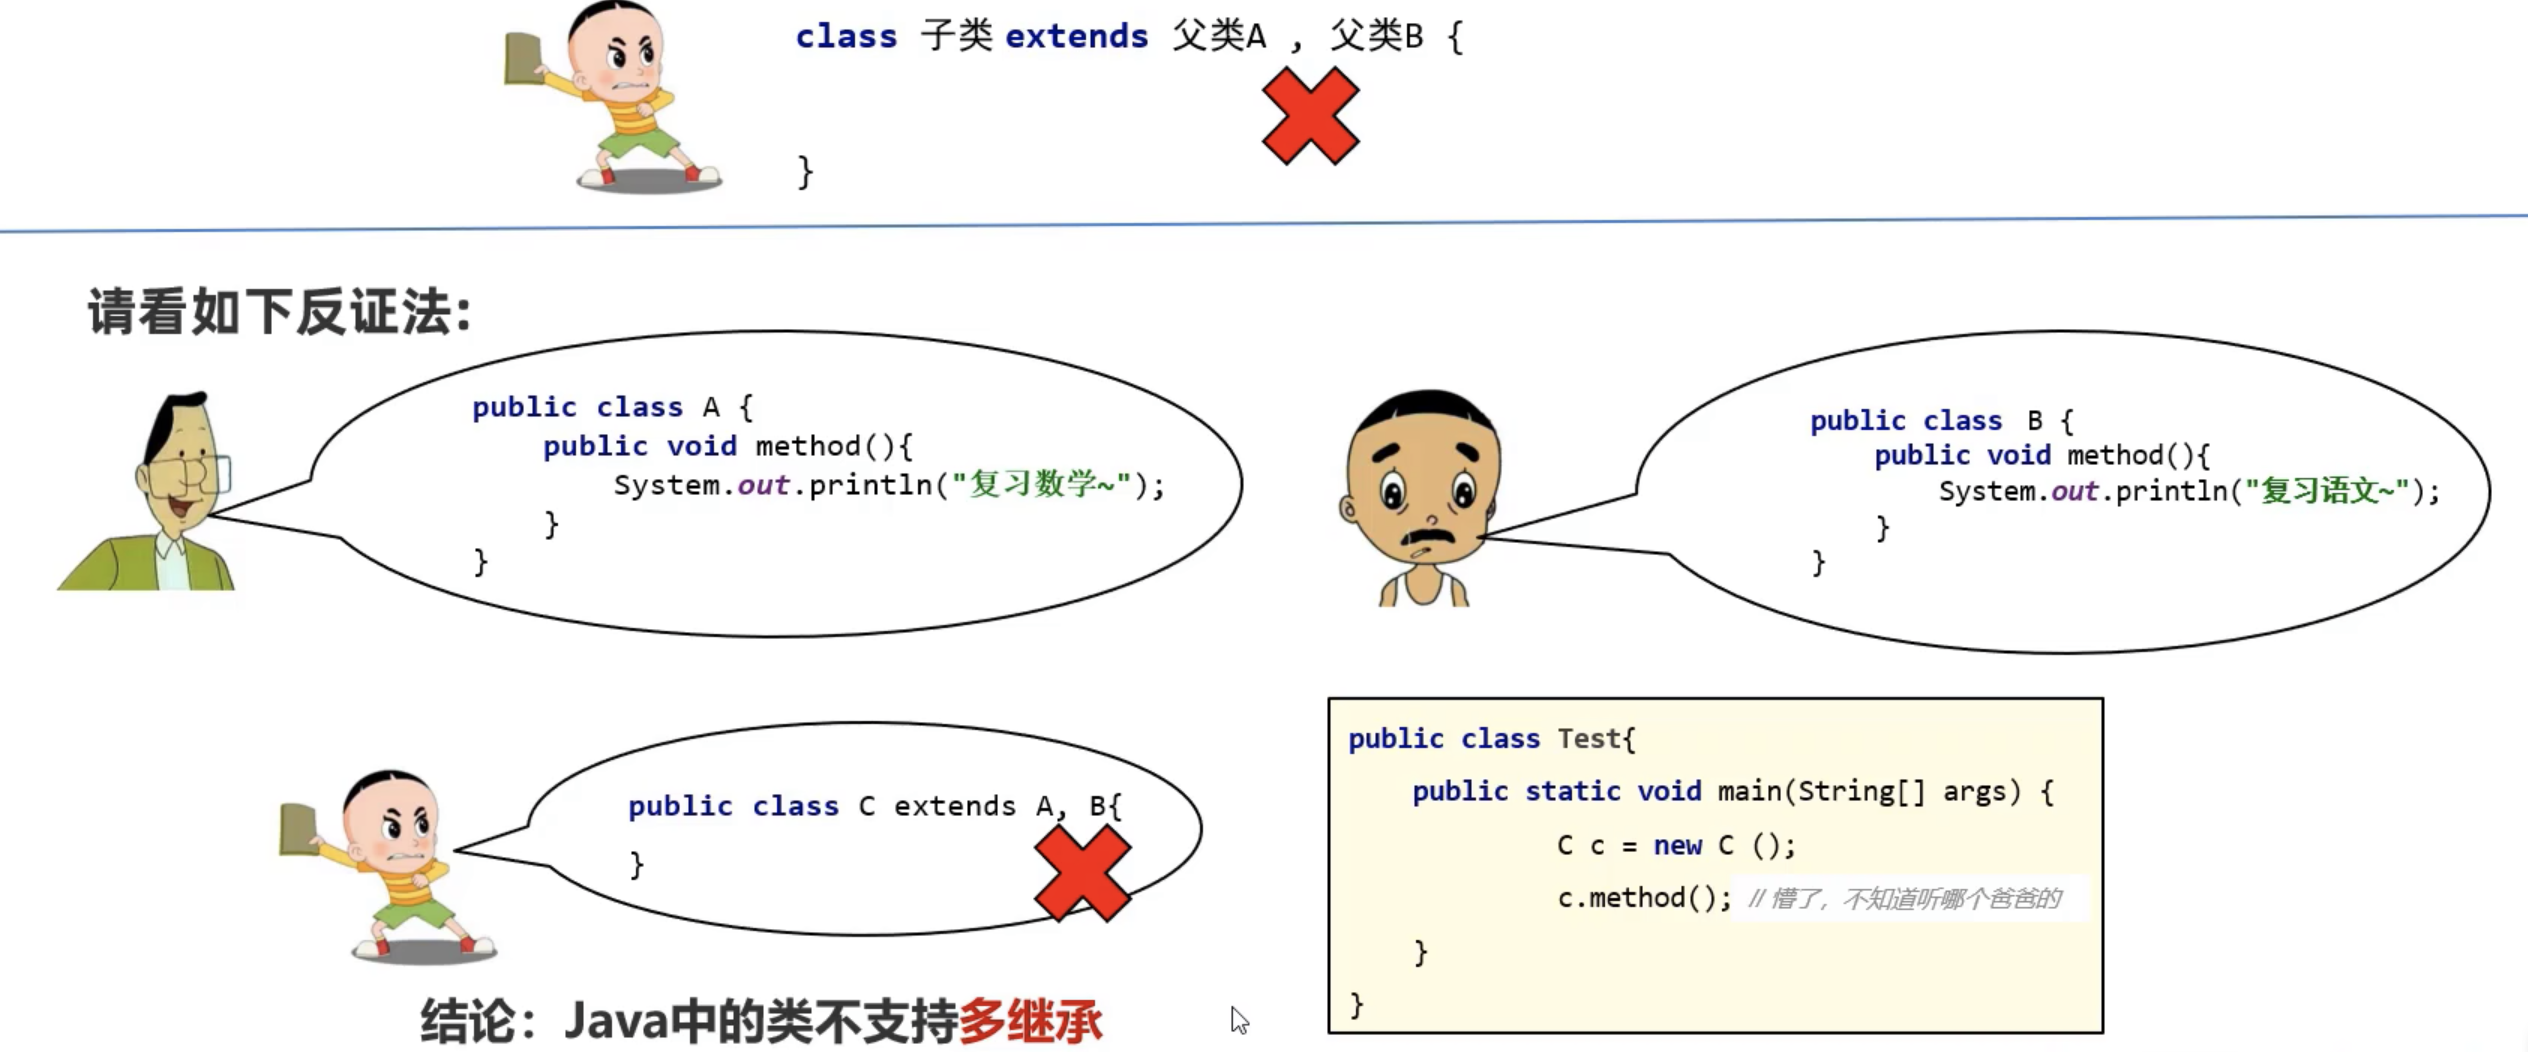 class 子类 extends 父类A , 父类B {
}
请看如下反证法:
public class A {
public void method(){
System.out.println("复习数学~");
}
}
public class B {
public void method(){
System.out.println("复习语文~");
}
}
public class C extends A, B{
}
public class Test{
public static void main(String[] args) {
C c = new C ();
c.method(); // 懵了，不知道听哪个爸爸的
}
}
结论：Java中的类不支持多继承